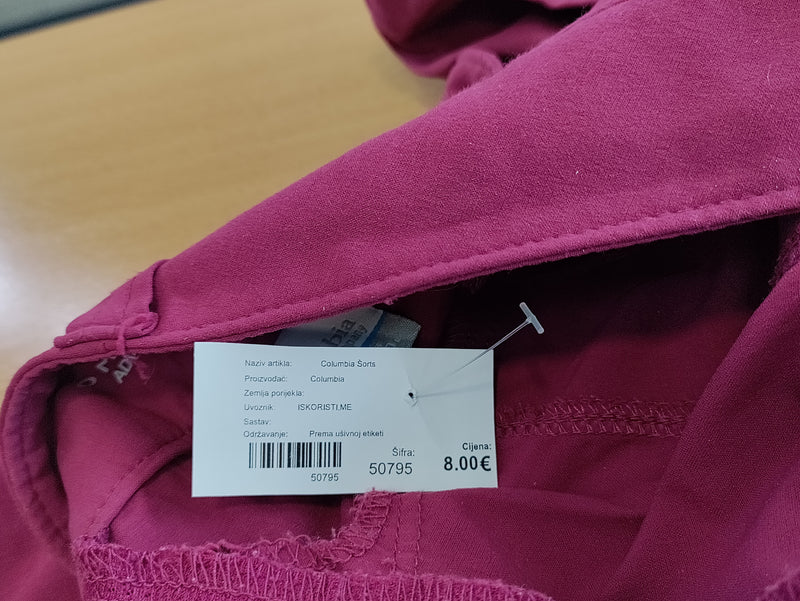 bia
Naziv artikla: Columbia Šorts
Proizvođač: Columbia
Zemlja porijekla:
Uvoznik: ISKORISTI,ME
Sastav:
Održavanje: Prema ušivnoj etiketi
50795
Šifra:
50795
Cijena:
8.00€